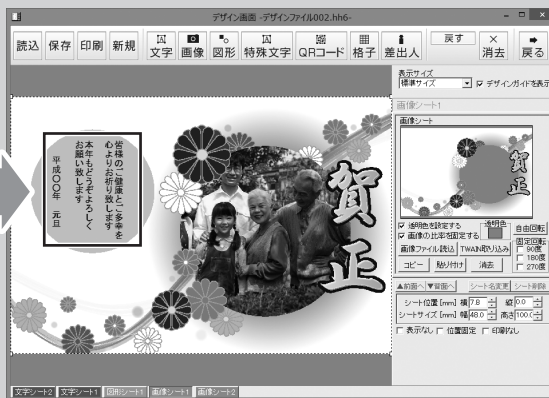 デザイン画面 -デザインファイル002.hh6-
読込 保存 印刷 新規 文字 画像 図形 特殊文字 QRコード 格子 差出人 戻す 消去 戻る
表示サイズ
標準サイズ デザインガイドを表示
画像シート1
画像シート
賀正
透明色を設定する 透明色 自由回転
画像の比率を固定する 固定回転
画像ファイル読込 TWAIN取り込み 90度
180度
コピー 貼り付け 消去 270度
▲前面へ ▼背面へ シート名変更 シート削除
シート位置 [mm] 横 7.8 縦 0.0
シートサイズ [mm] 幅 48.0 高さ 100.0
表示なし 位置固定 印刷なし
皆様のご健康とご多幸を
心よりお祈り致します
本年もどうぞよろしく
お願い致します
平成〇〇年 元旦
賀正
文字シート2 文字シート1 図形シート1 画像シート1 画像シート2